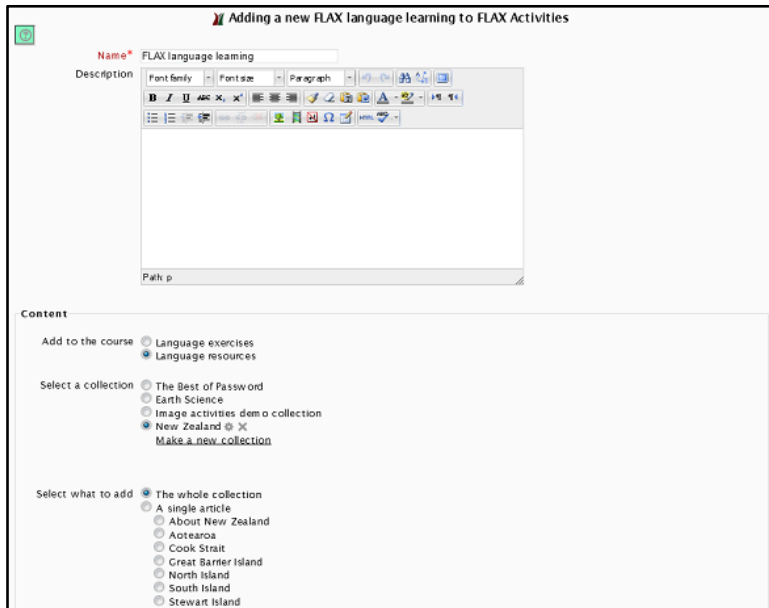 Adding a new FLAX language learning to FLAX Activities
Name* FLAX language learning
Description
Font family Font size Paragraph
B I U ABC
HTML
Path: p
Content
Add to the course Language exercises
Language resources
Select a collection The Best of Password
Earth Science
Image activities demo collection
New Zealand
Make a new collection
Select what to add The whole collection
A single article
About New Zealand
Aotearoa
Cook Strait
Great Barrier Island
North Island
South Island
Stewart Island